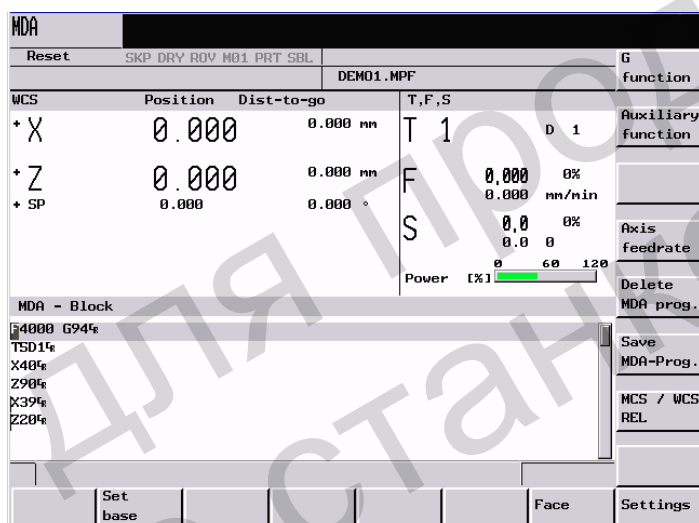 MDA
Reset SKP DRY ROV M01 PRT SBL
DEMO1.MPF
G
function
WCS Position Dist-to-go T,F,S
Auxiliary
function
+ X 0.000 0.000 mm T 1 D 1
+ Z 0.000 0.000 mm F 0,000 0%
0.000 mm/min
+ SP 0.000 0.000 °
S 0,0 0%
0.0 0
Axis
feedrate
0 60 120
Power [%]
Delete
MDA prog.
MDA - Block
F4000 G94
T5D1
X40
Z90
X39
Z20
Save
MDA-Prog.
MCS / WCS
REL
Set
base
Face
Settings
для прод
о станко